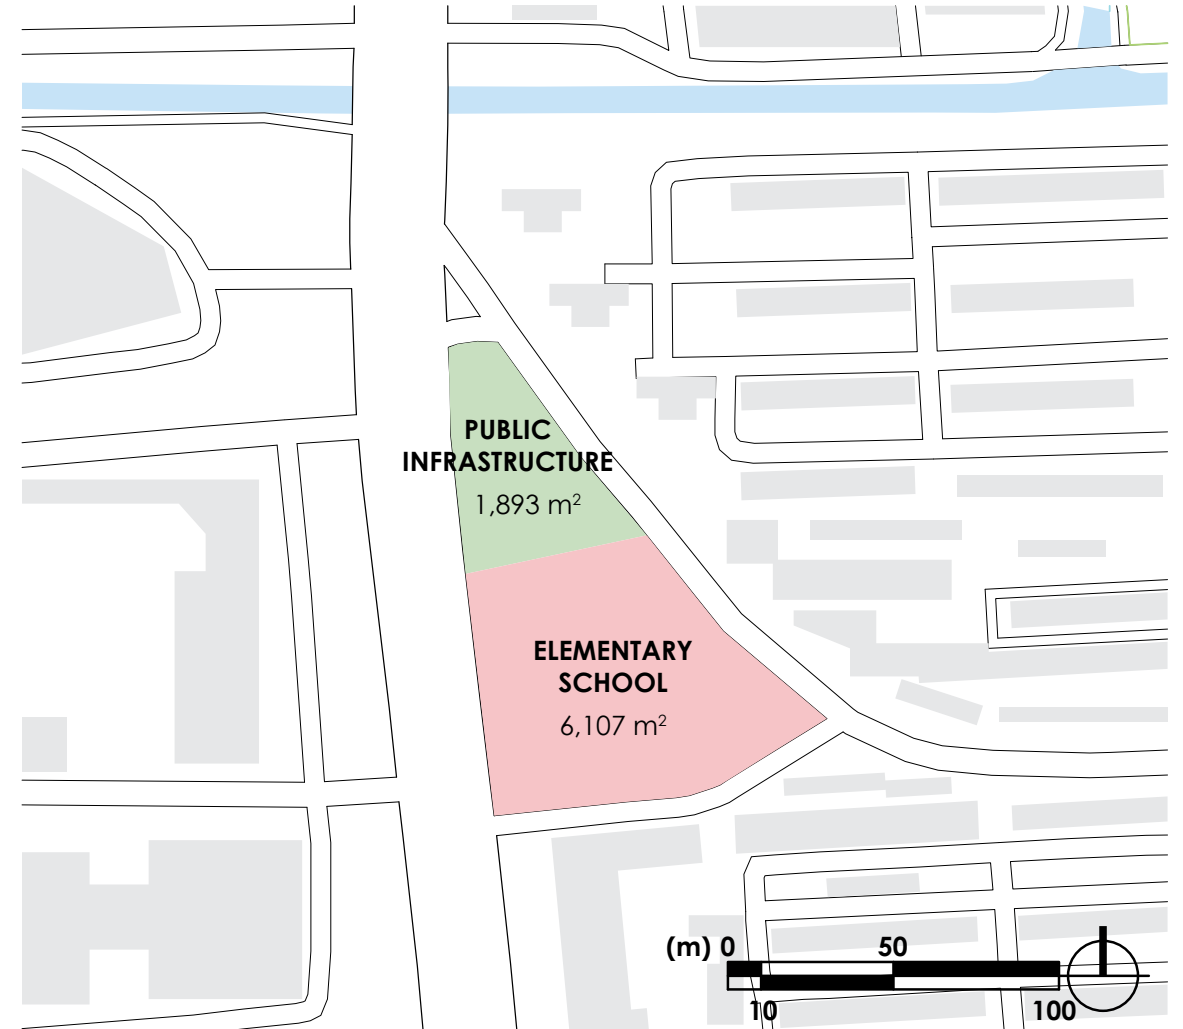 PUBLIC
INFRASTRUCTURE
1,893 m²
ELEMENTARY
SCHOOL
6,107 m²
(m) 0 50
10 100